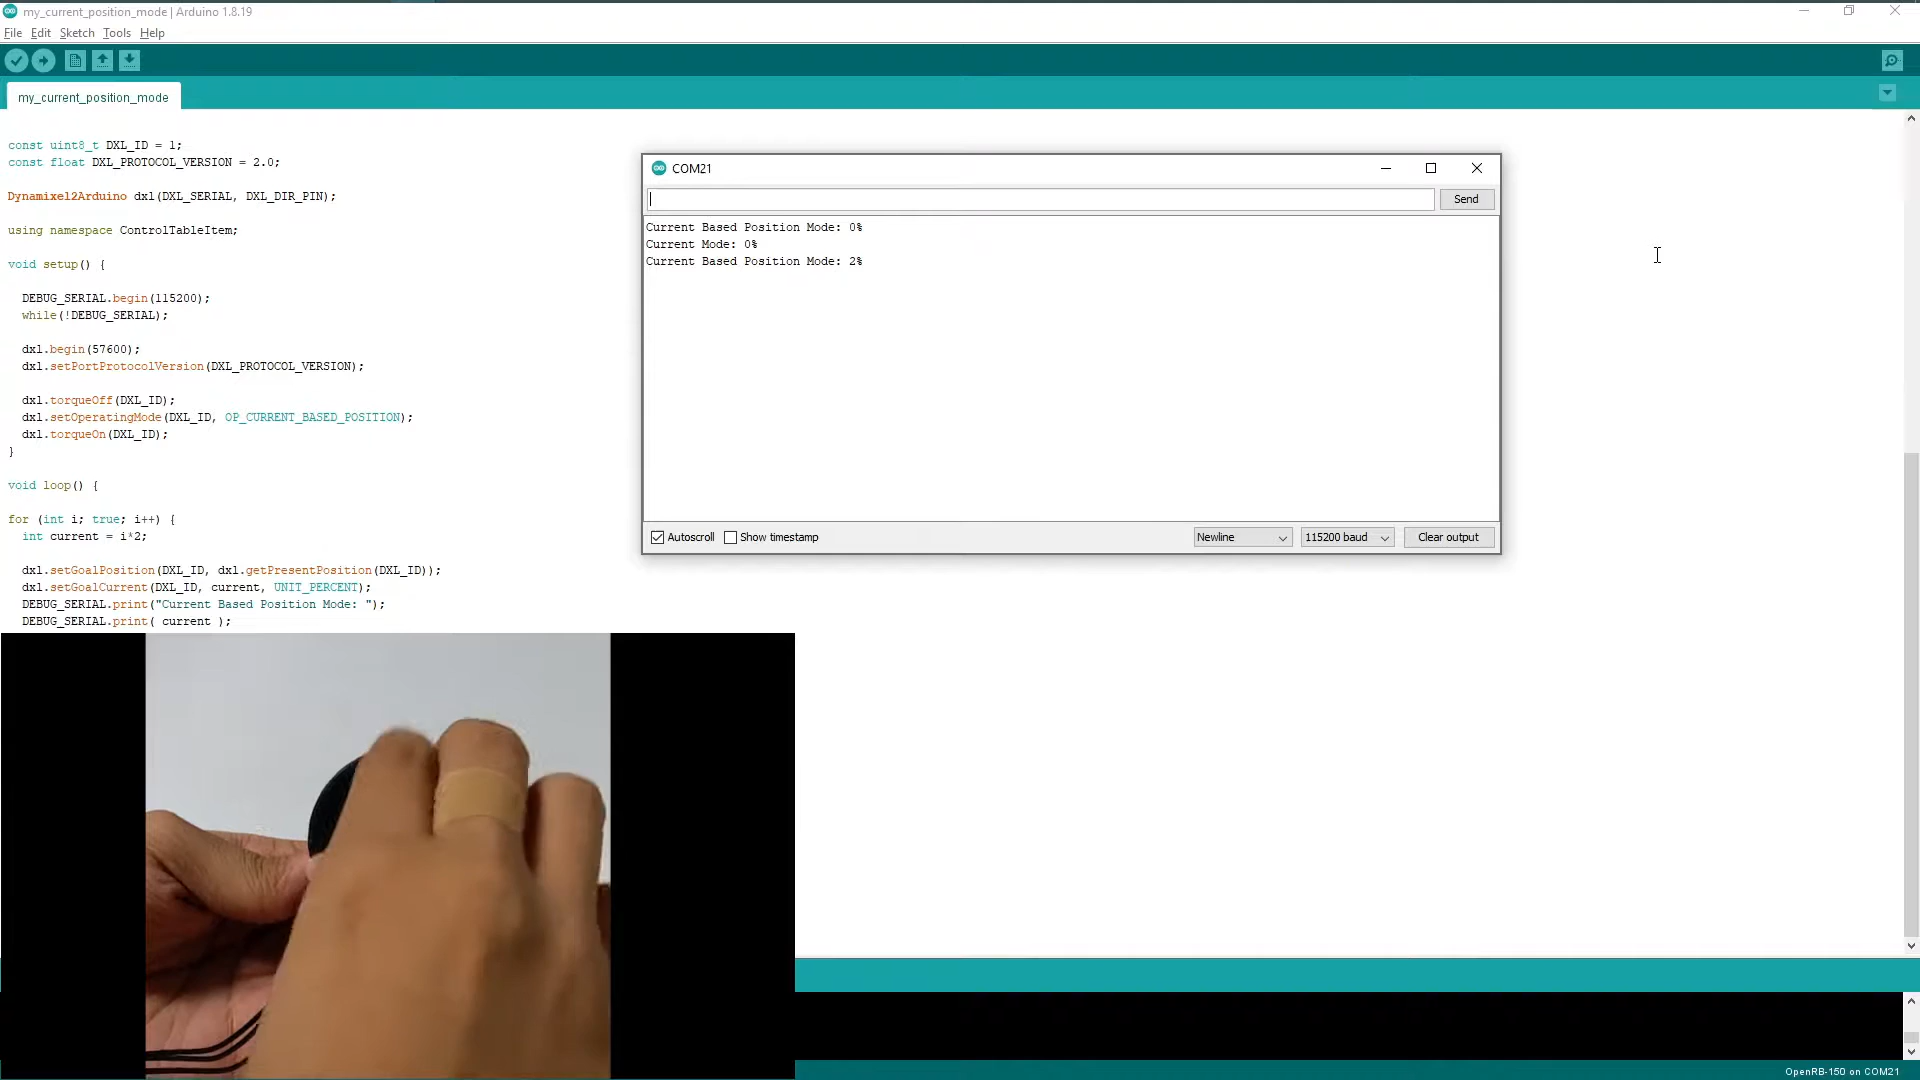 my_current_position_mode | Arduino 1.8.19
File Edit Sketch Tools Help
my_current_position_mode
const uint8_t DXL_ID = 1;
const float DXL_PROTOCOL_VERSION = 2.0;
Dynamixel2Arduino dxl(DXL_SERIAL, DXL_DIR_PIN);
using namespace ControlTableItem;
void setup() {
DEBUG_SERIAL.begin(115200);
while(!DEBUG_SERIAL);
dxl.begin(57600);
dxl.setPortProtocolVersion(DXL_PROTOCOL_VERSION);
dxl.torqueOff(DXL_ID);
dxl.setOperatingMode(DXL_ID, OP_CURRENT_BASED_POSITION);
dxl.torqueOn(DXL_ID);
}
void loop() {
for (int i; true; i++) {
int current = i*2;
dxl.setGoalPosition(DXL_ID, dxl.getPresentPosition(DXL_ID));
dxl.setGoalCurrent(DXL_ID, current, UNIT_PERCENT);
DEBUG_SERIAL.print("Current Based Position Mode: ");
DEBUG_SERIAL.print( current );
COM21
Send
Current Based Position Mode: 0%
Current Mode: 0%
Current Based Position Mode: 2%
Autoscroll Show timestamp Newline 115200 baud Clear output
OpenRB-150 on COM21